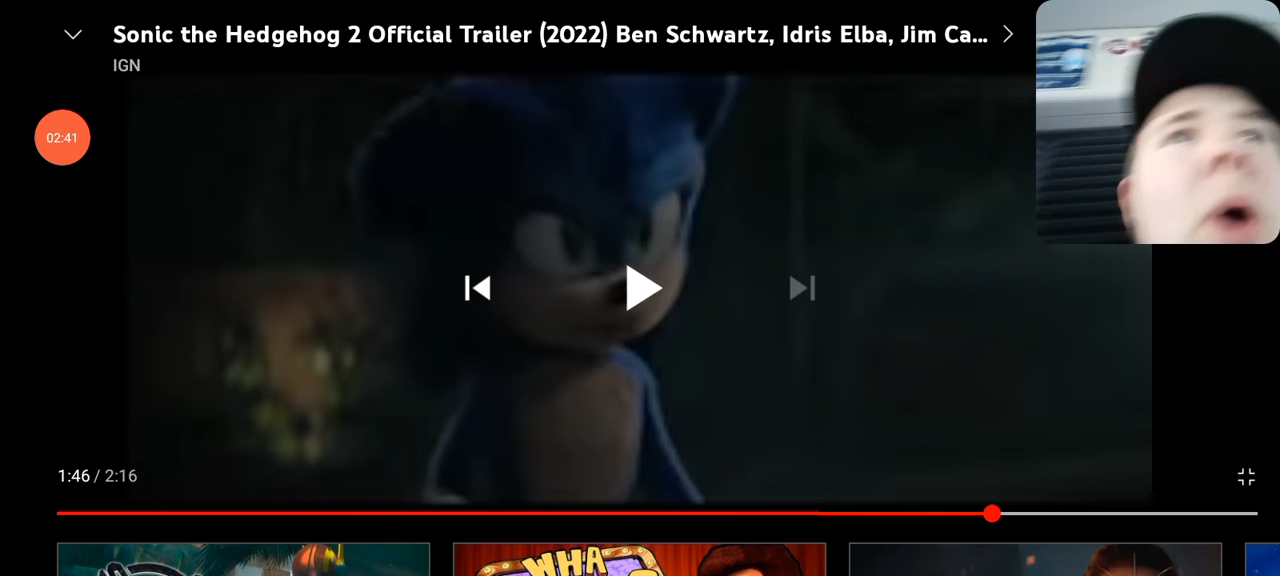 Sonic the Hedgehog 2 Official Trailer (2022) Ben Schwartz, Idris Elba, Jim Ca...
IGN
02:41
1:46 / 2:16
WHA